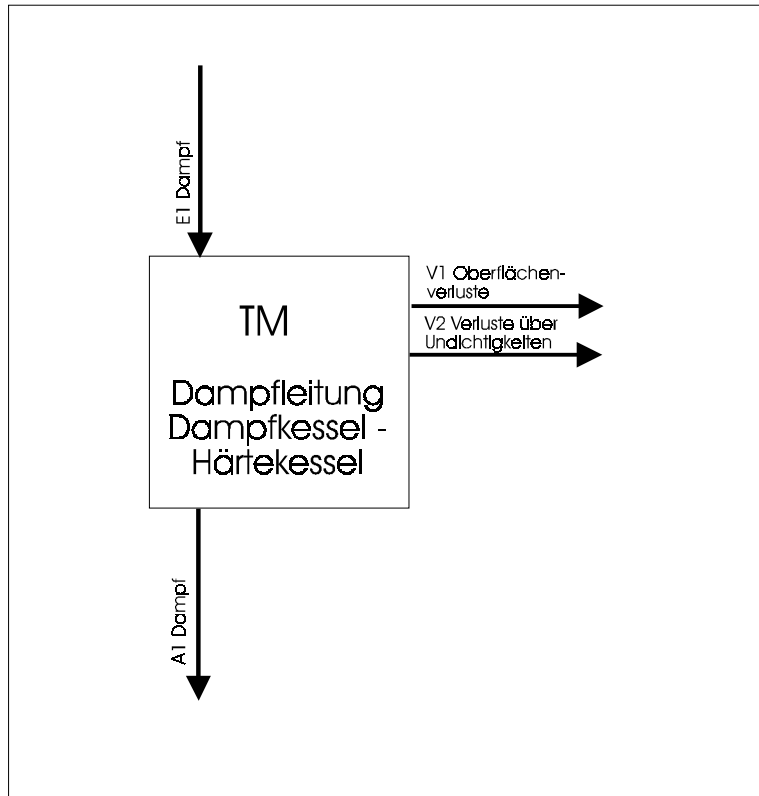 E1 Dampf
V1 Oberflächen-
verluste
V2 Verluste über
Undichtigkeiten
TM
Dampfleitung
Dampfkessel -
Härtekessel
A1 Dampf